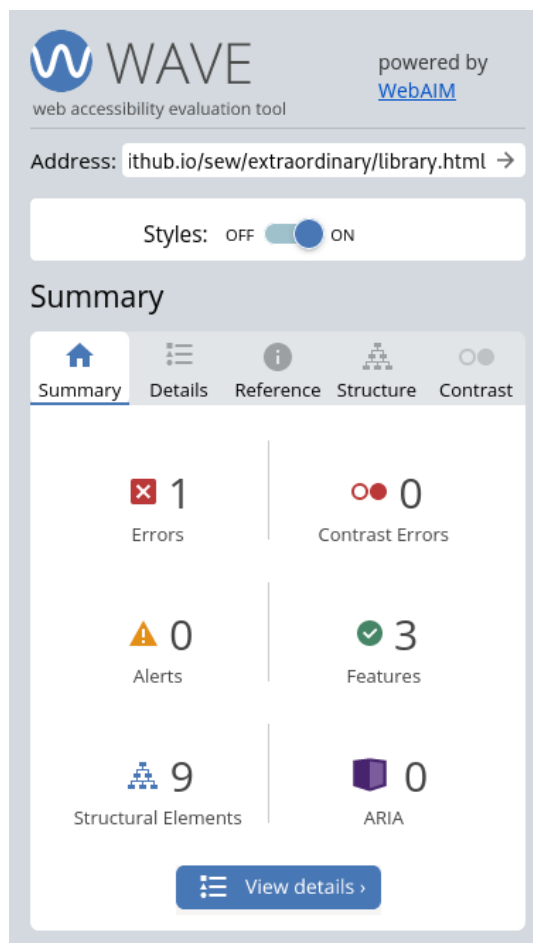 WAVE
web accessibility evaluation tool
powered by
WebAIM
Address: ithub.io/sew/extraordinary/library.html →
Styles: OFF ON
Summary
Summary Details Reference Structure Contrast
1 0
Errors Contrast Errors
0 3
Alerts Features
9 0
Structural Elements ARIA
View details ›